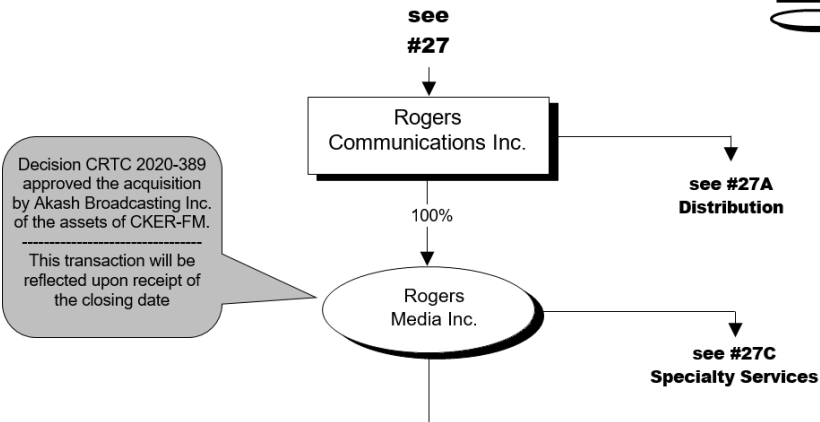 see
#27
Rogers
Communications Inc.
Decision CRTC 2020-389
approved the acquisition
by Akash Broadcasting Inc.
of the assets of CKER-FM.
---------------------------------
This transaction will be
reflected upon receipt of
the closing date
see #27A
Distribution
100%
Rogers
Media Inc.
see #27C
Specialty Services